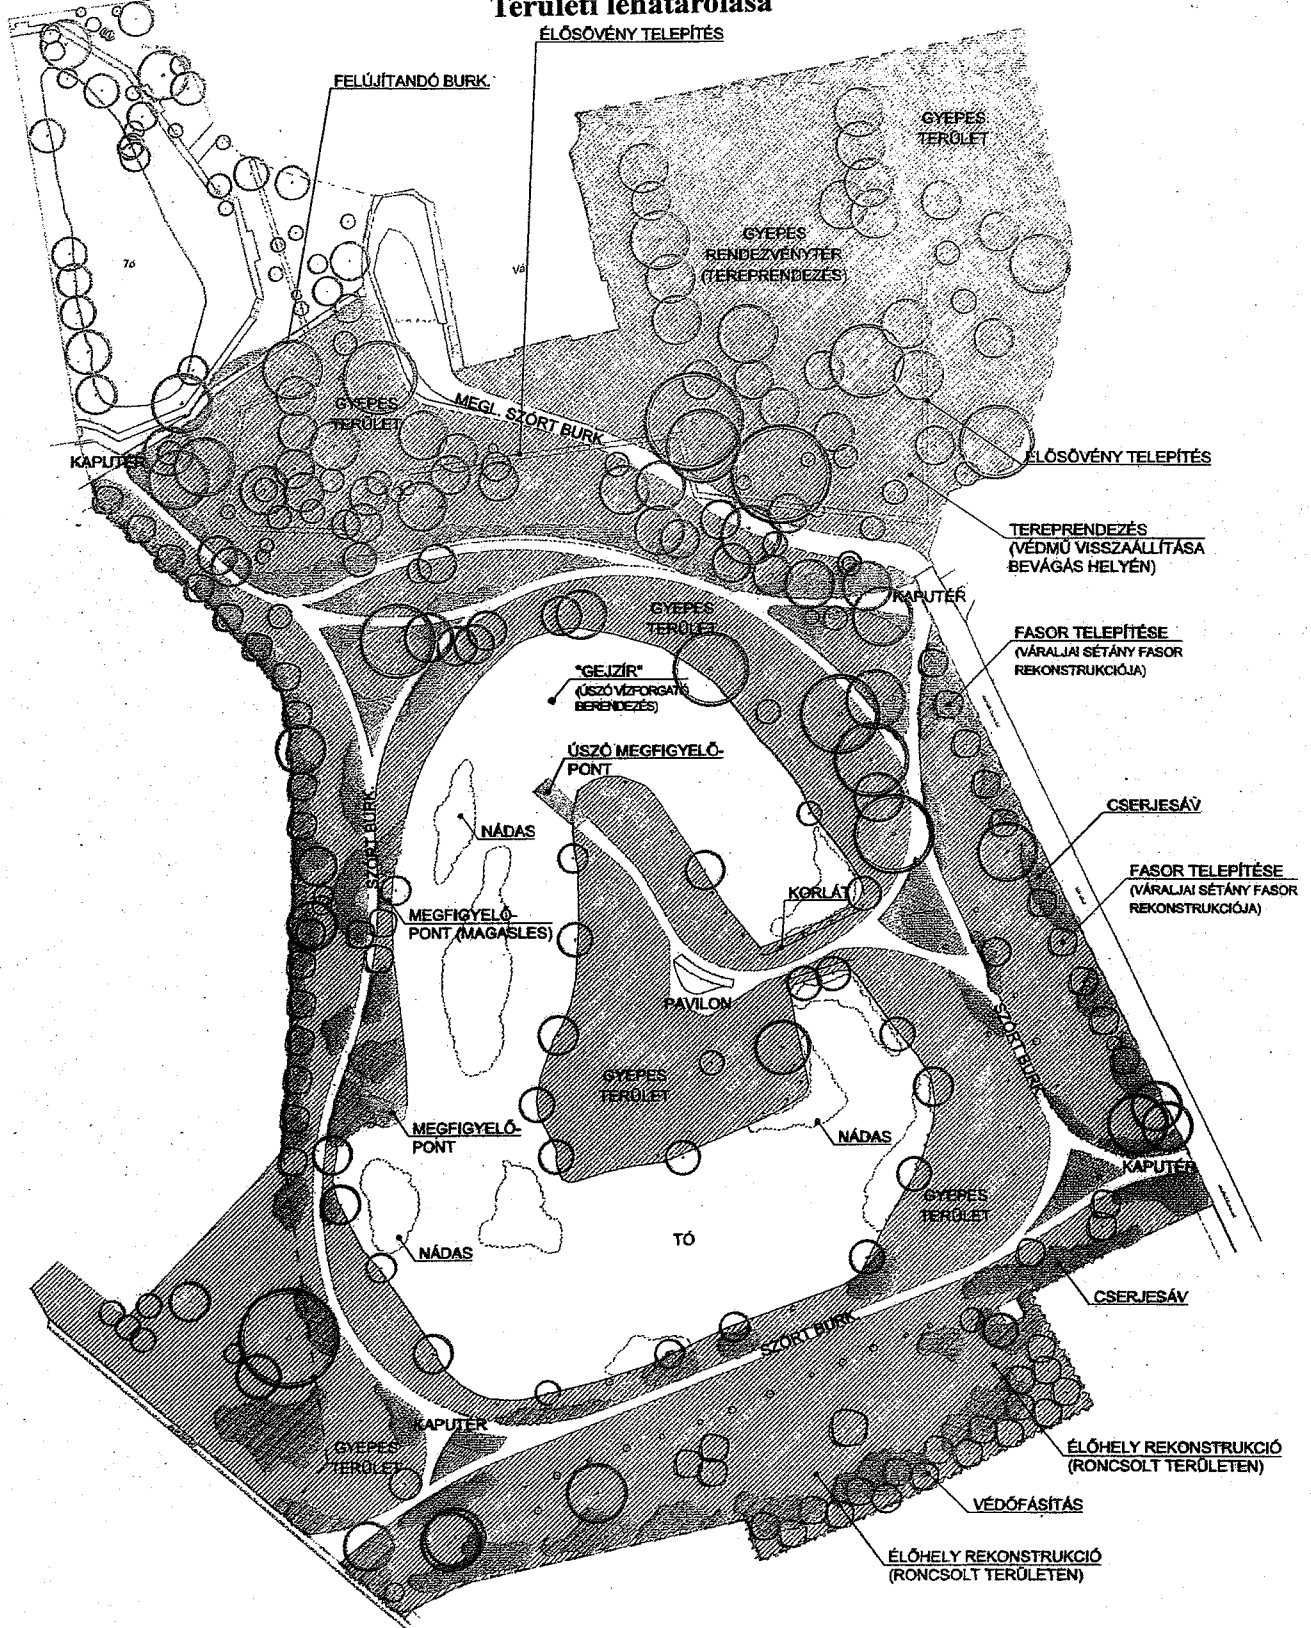 Területi lehatárolása
ÉLŐSÖVÉNY TELEPÍTÉS
FELÚJÍTANDÓ BURK.
GYEPES
TERÜLET
GYEPES
RENDEZVÉNYTÉR
(TEREPRENDEZÉS)
Tó
Vá
GYEPES
TERÜLET
MEGL. SZÓRT BURK.
KAPUTÉR
ÉLŐSÖVÉNY TELEPÍTÉS
TEREPRENDEZÉS
(VÉDMŰ VISSZAÁLLÍTÁSA
BEVÁGÁS HELYÉN)
KAPUTÉR
GYEPES
TERÜLET
FASOR TELEPÍTÉSE
(VÁRALJAI SÉTÁNY FASOR
REKONSTRUKCIÓJA)
"GEJZÍR"
(ÚSZÓ VÍZFORGATÓ
BERENDEZÉS)
ÚSZÓ MEGFIGYELŐ-
PONT
CSERJESÁV
NÁDAS
SZÓRT BURK.
FASOR TELEPÍTÉSE
(VÁRALJAI SÉTÁNY FASOR
REKONSTRUKCIÓJA)
KORLÁT
MEGFIGYELŐ-
PONT (MAGASLES)
PAVILON
SZÓRT BURK.
GYEPES
TERÜLET
MEGFIGYELŐ-
PONT
NÁDAS
KAPUTÉR
GYEPES
TERÜLET
TÓ
NÁDAS
CSERJESÁV
SZÓRT BURK.
KAPUTÉR
GYEPES
TERÜLET
ÉLŐHELY REKONSTRUKCIÓ
(RONCSOLT TERÜLETEN)
VÉDŐFÁSÍTÁS
ÉLŐHELY REKONSTRUKCIÓ
(RONCSOLT TERÜLETEN)